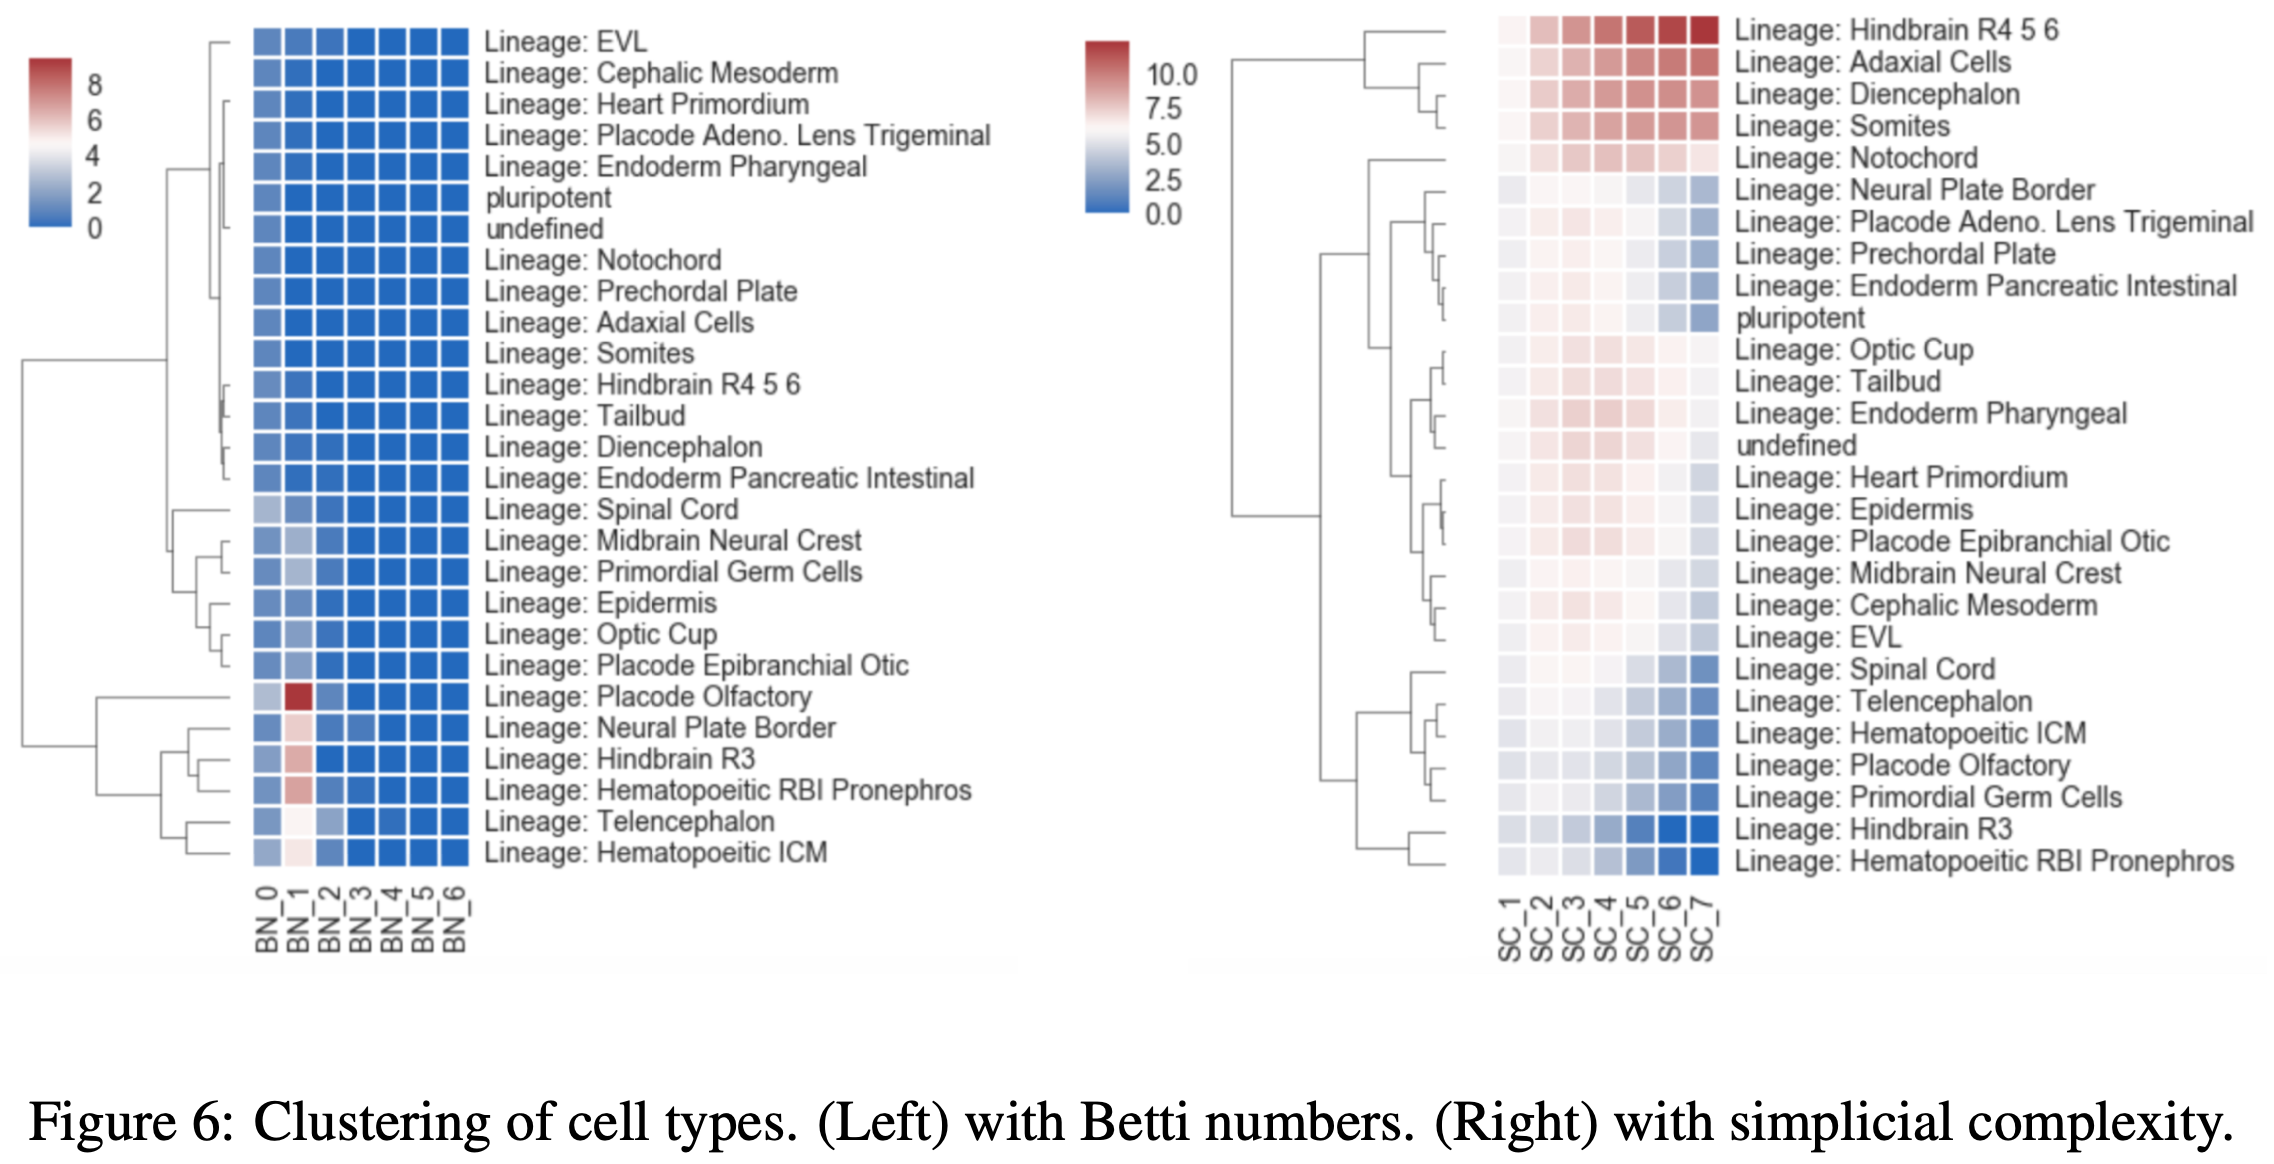 8
6
4
2
0
Lineage: EVL
Lineage: Cephalic Mesoderm
Lineage: Heart Primordium
Lineage: Placode Adeno. Lens Trigeminal
Lineage: Endoderm Pharyngeal
pluripotent
undefined
Lineage: Notochord
Lineage: Prechordal Plate
Lineage: Adaxial Cells
Lineage: Somites
Lineage: Hindbrain R4 5 6
Lineage: Tailbud
Lineage: Diencephalon
Lineage: Endoderm Pancreatic Intestinal
Lineage: Spinal Cord
Lineage: Midbrain Neural Crest
Lineage: Primordial Germ Cells
Lineage: Epidermis
Lineage: Optic Cup
Lineage: Placode Epibranchial Otic
Lineage: Placode Olfactory
Lineage: Neural Plate Border
Lineage: Hindbrain R3
Lineage: Hematopoeitic RBI Pronephros
Lineage: Telencephalon
Lineage: Hematopoeitic ICM
BN_0
BN_1
BN_2
BN_3
BN_4
BN_5
BN_6
10.0
7.5
5.0
2.5
0.0
Lineage: Hindbrain R4 5 6
Lineage: Adaxial Cells
Lineage: Diencephalon
Lineage: Somites
Lineage: Notochord
Lineage: Neural Plate Border
Lineage: Placode Adeno. Lens Trigeminal
Lineage: Prechordal Plate
Lineage: Endoderm Pancreatic Intestinal
pluripotent
Lineage: Optic Cup
Lineage: Tailbud
Lineage: Endoderm Pharyngeal
undefined
Lineage: Heart Primordium
Lineage: Epidermis
Lineage: Placode Epibranchial Otic
Lineage: Midbrain Neural Crest
Lineage: Cephalic Mesoderm
Lineage: EVL
Lineage: Spinal Cord
Lineage: Telencephalon
Lineage: Hematopoeitic ICM
Lineage: Placode Olfactory
Lineage: Primordial Germ Cells
Lineage: Hindbrain R3
Lineage: Hematopoeitic RBI Pronephros
SC_1
SC_2
SC_3
SC_4
SC_5
SC_6
SC_7
Figure 6: Clustering of cell types. (Left) with Betti numbers. (Right) with simplicial complexity.